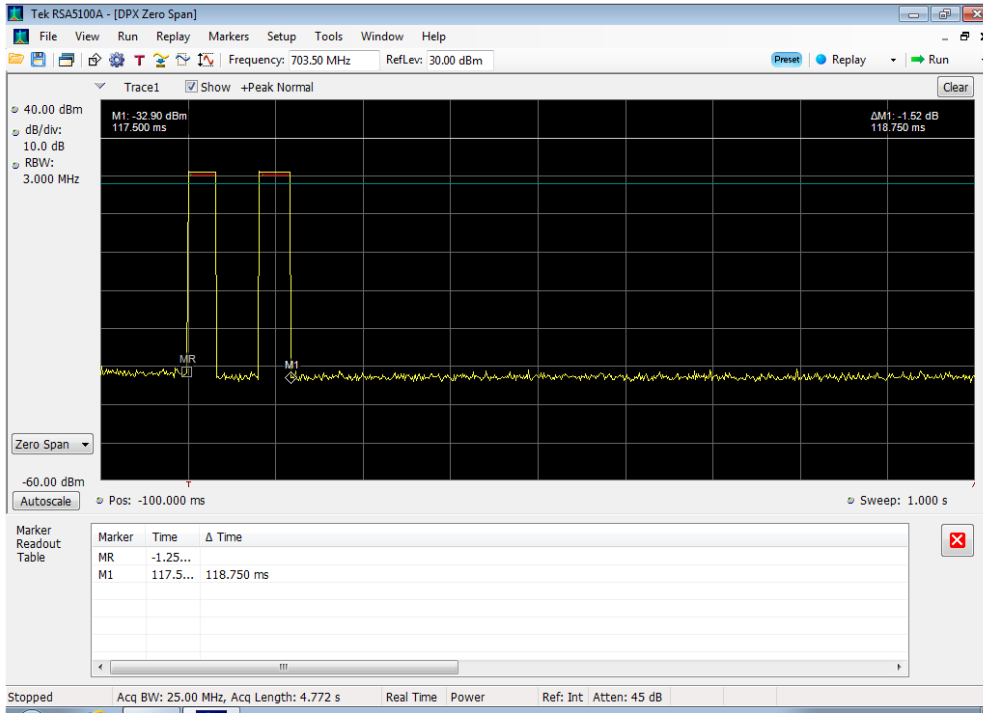 Tek RSA5100A - [DPX Zero Span]
File View Run Replay Markers Setup Tools Window Help
T Frequency: 703.50 MHz RefLev: 30.00 dBm Preset Replay Run
Trace1 Show +Peak Normal Clear
40.00 dBm
dB/div:
10.0 dB
RBW:
3.000 MHz
M1: -32.90 dBm
117.500 ms
ΔM1: -1.52 dB
118.750 ms
MR
M1
Zero Span
-60.00 dBm
T
Autoscale Pos: -100.000 ms Sweep: 1.000 s
Marker
Readout
Table
Marker Time Δ Time
MR -1.25...
M1 117.5... 118.750 ms
Stopped Acq BW: 25.00 MHz, Acq Length: 4.772 s Real Time Power Ref: Int Atten: 45 dB